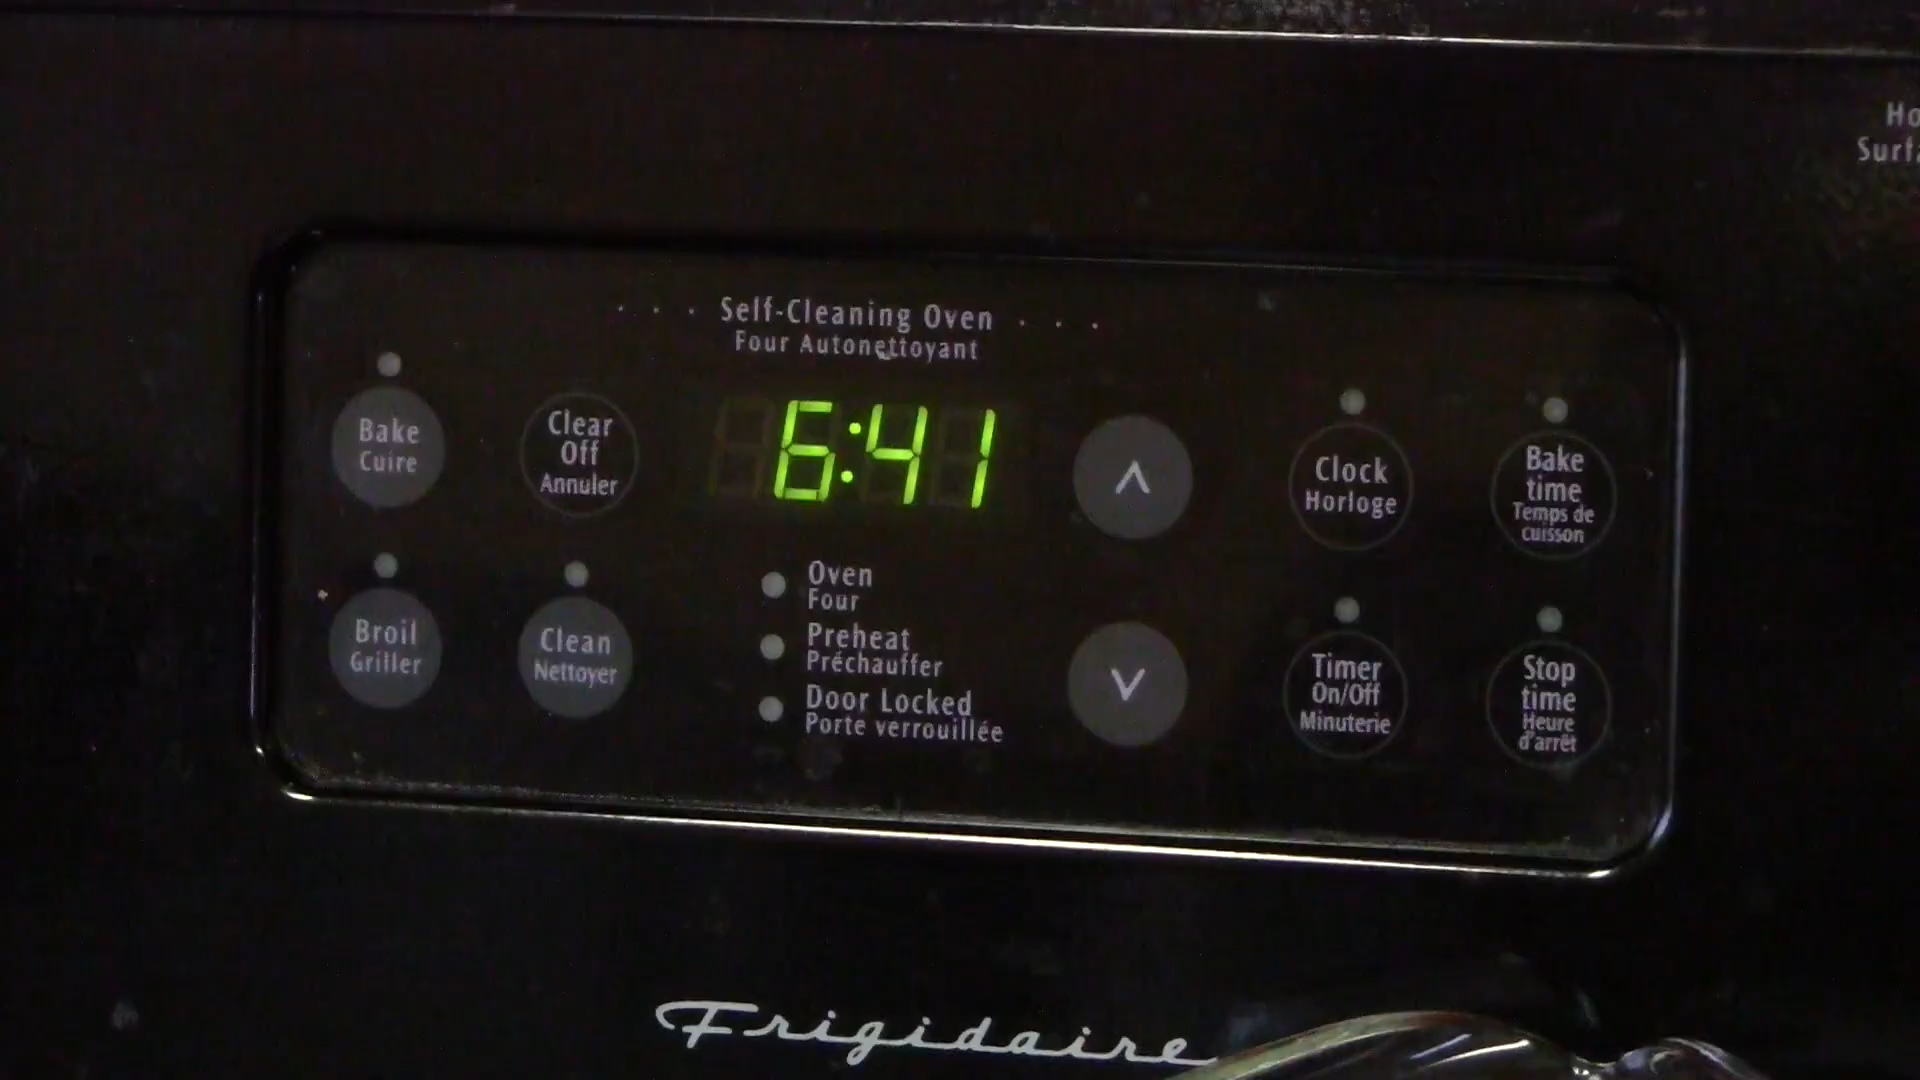 Ho
Surfa
Self-Cleaning Oven
Four Autonettoyant
Bake
Cuire
Clear
Off
Annuler
6:41
Clock
Horloge
Bake
time
Temps de
cuisson
Broil
Griller
Clean
Nettoyer
Oven
Four
Preheat
Préchauffer
Door Locked
Porte verrouillée
Timer
On/Off
Minuterie
Stop
time
Heure
d'arrêt
Frigidaire